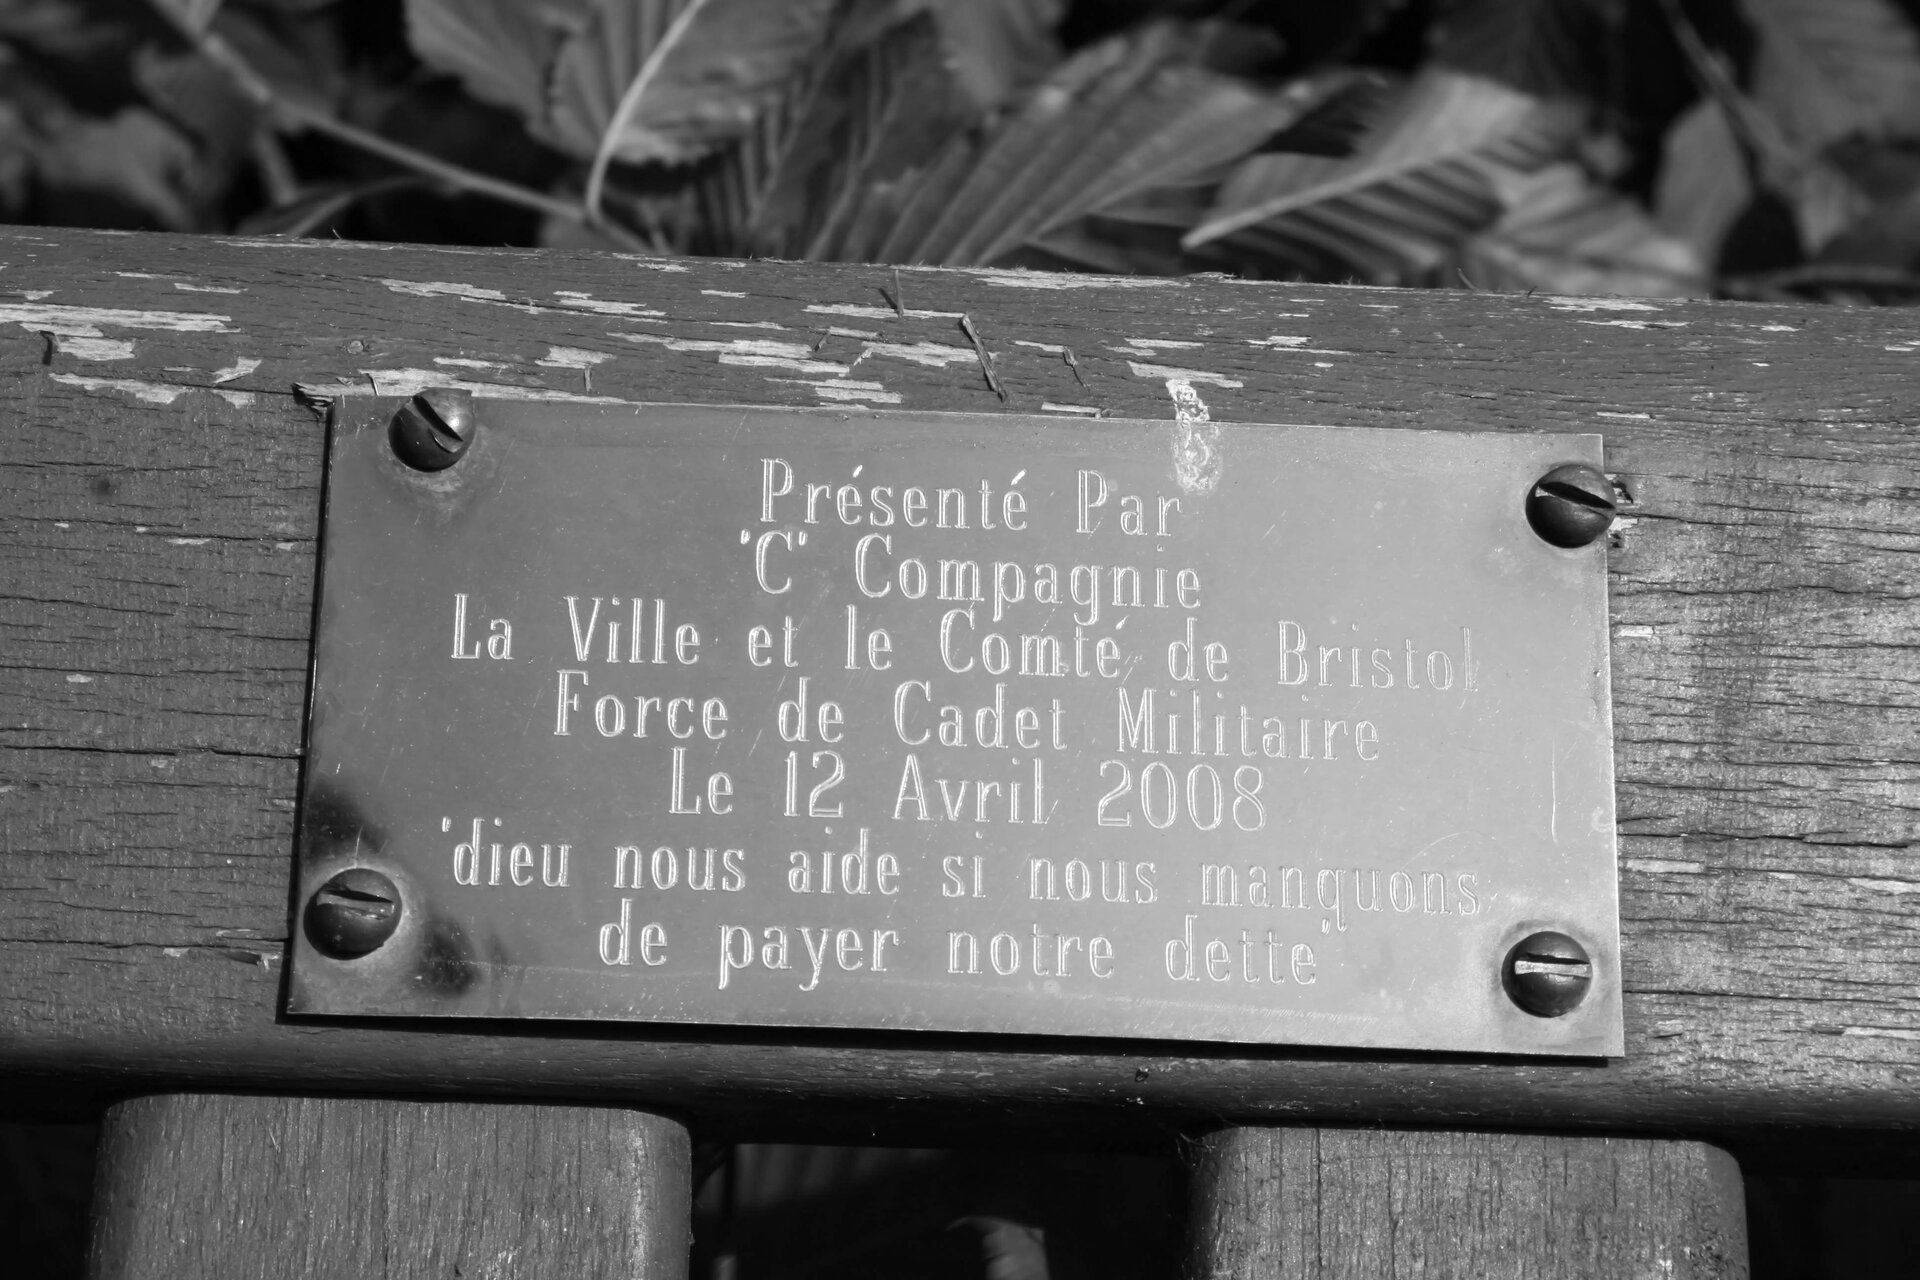 Présenté Par
"C" Compagnie
La Ville et le Comté de Bristol
Force de Cadet Militaire
Le 12 Avril 2008
"dieu nous aide si nous manquons
de payer notre dette"